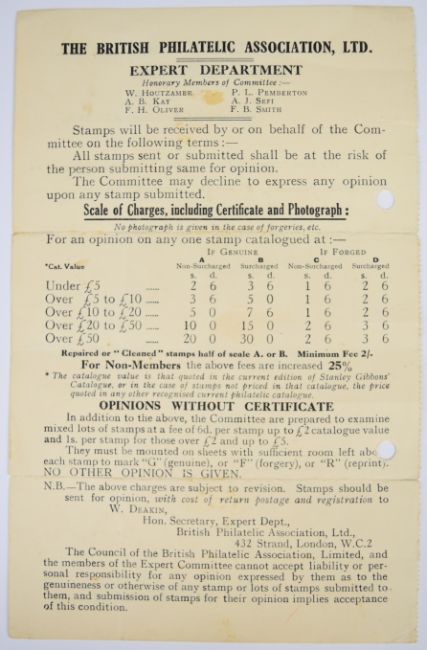 THE BRITISH PHILATELIC ASSOCIATION, LTD.
EXPERT DEPARTMENT
Honorary Members of Committee :—
W. Houtzamer P. L. Pemberton
A. B. Kay A. J. Sefi
F. H. Oliver F. B. Smith
Stamps will be received by or on behalf of the Com-
mittee on the following terms :—
All stamps sent or submitted shall be at the risk of
the person submitting same for opinion.
The Committee may decline to express any opinion
upon any stamp submitted.
Scale of Charges, including Certificate and Photograph :
No photograph is given in the case of forgeries, etc.
For an opinion on any one stamp catalogued at :—
If Genuine If Forged
A B C D
*Cat. Value Non-Surcharged Surcharged Non-Surcharged Surcharged
s. d. s. d. s. d. s. d.
Under £5 ...... 2 6 3 6 1 6 2 6
Over £5 to £10 ...... 3 6 5 0 1 6 2 6
Over £10 to £20 ...... 5 0 7 6 1 6 2 6
Over £20 to £50 ...... 10 0 15 0 2 6 3 6
Over £50 ...... 20 0 30 0 2 6 3 6
Repaired or "Cleaned" stamps half of scale A. or B. Minimum Fee 2/-
For Non-Members the above fees are increased 25%
* The catalogue value is that quoted in the current edition of Stanley Gibbons'
Catalogue, or in the case of stamps not priced in that catalogue, the price
quoted in any other recognised current philatelic catalogue.
OPINIONS WITHOUT CERTIFICATE
In addition to the above, the Committee are prepared to examine
mixed lots of stamps at a fee of 6d. per stamp up to £2 catalogue value
and 1s. per stamp for those over £2 and up to £5.
They must be mounted on sheets with sufficient room left above
each stamp to mark "G" (genuine), or "F" (forgery), or "R" (reprint).
NO OTHER OPINION IS GIVEN.
N.B.—The above charges are subject to revision. Stamps should be
sent for opinion, with cost of return postage and registration to
W. Deakin,
Hon. Secretary, Expert Dept.,
British Philatelic Association, Ltd.,
432 Strand, London, W.C.2
The Council of the British Philatelic Association, Limited, and
the members of the Expert Committee cannot accept liability or per-
sonal responsibility for any opinion expressed by them as to the
genuineness or otherwise of any stamp or lots of stamps submitted to
them, and submission of stamps for their opinion implies acceptance
of this condition.